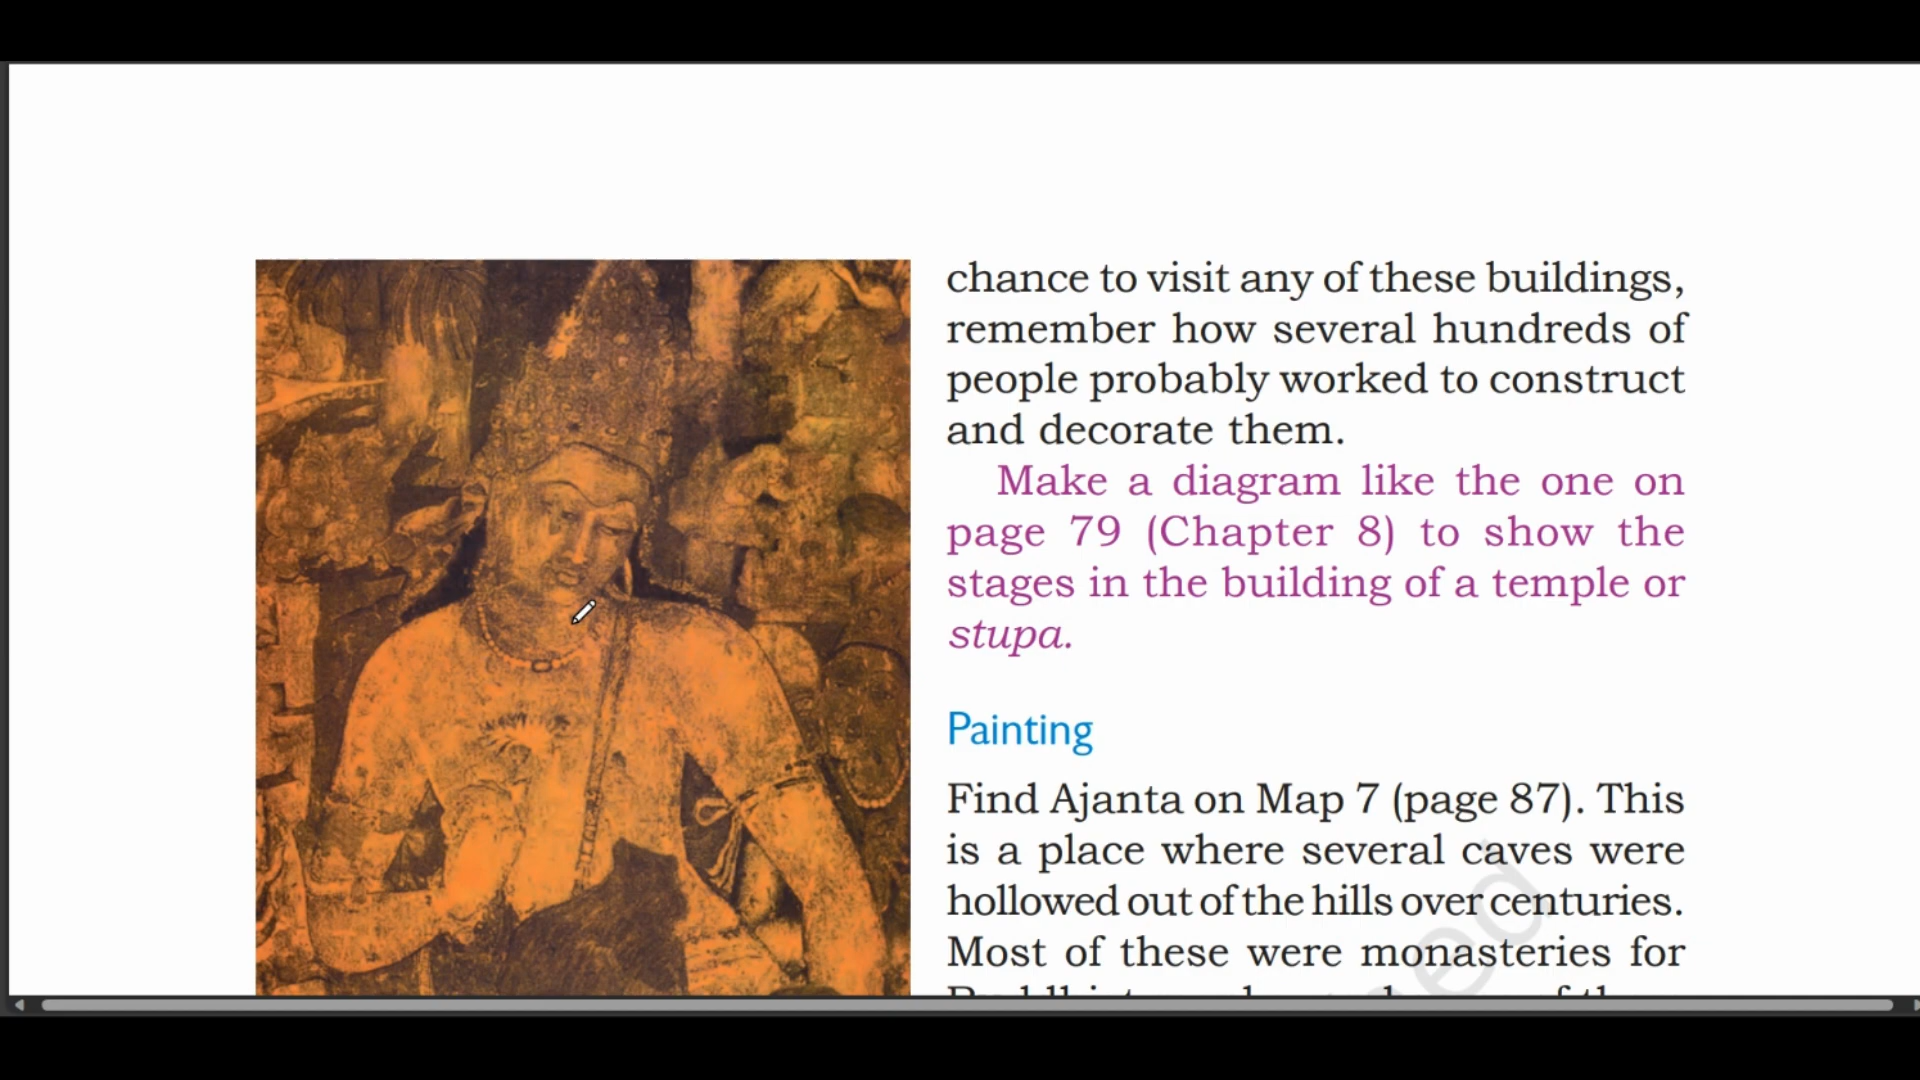 chance to visit any of these buildings,
remember how several hundreds of
people probably worked to construct
and decorate them.
Make a diagram like the one on
page 79 (Chapter 8) to show the
stages in the building of a temple or
stupa.
Painting
Find Ajanta on Map 7 (page 87). This
is a place where several caves were
hollowed out of the hills over centuries.
Most of these were monasteries for